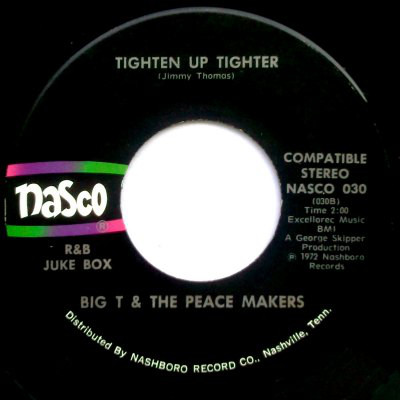 TIGHTEN UP TIGHTER
(Jimmy Thomas)
nasco
®
R&B
JUKE BOX
COMPATIBLE
STEREO
NASCO 030
(030B)
Time 2:00
Excellorec Music
BMI
A George Skipper
Production
℗ 1972 Nashboro
Records
BIG T & THE PEACE MAKERS
Distributed By NASHBORO RECORD CO., Nashville, Tenn.